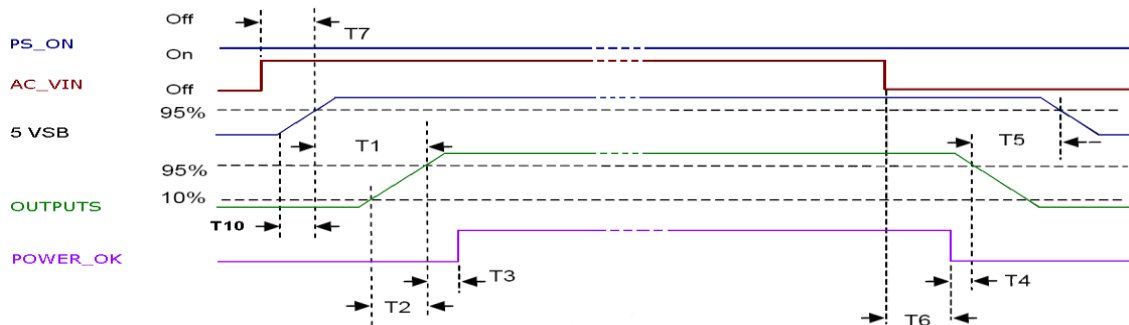 Off
T7
PS_ON
On
AC_VIN
Off
95%
5 VSB
T1
T5
95%
10%
OUTPUTS
T10
POWER_OK
T3
T4
T2
T6